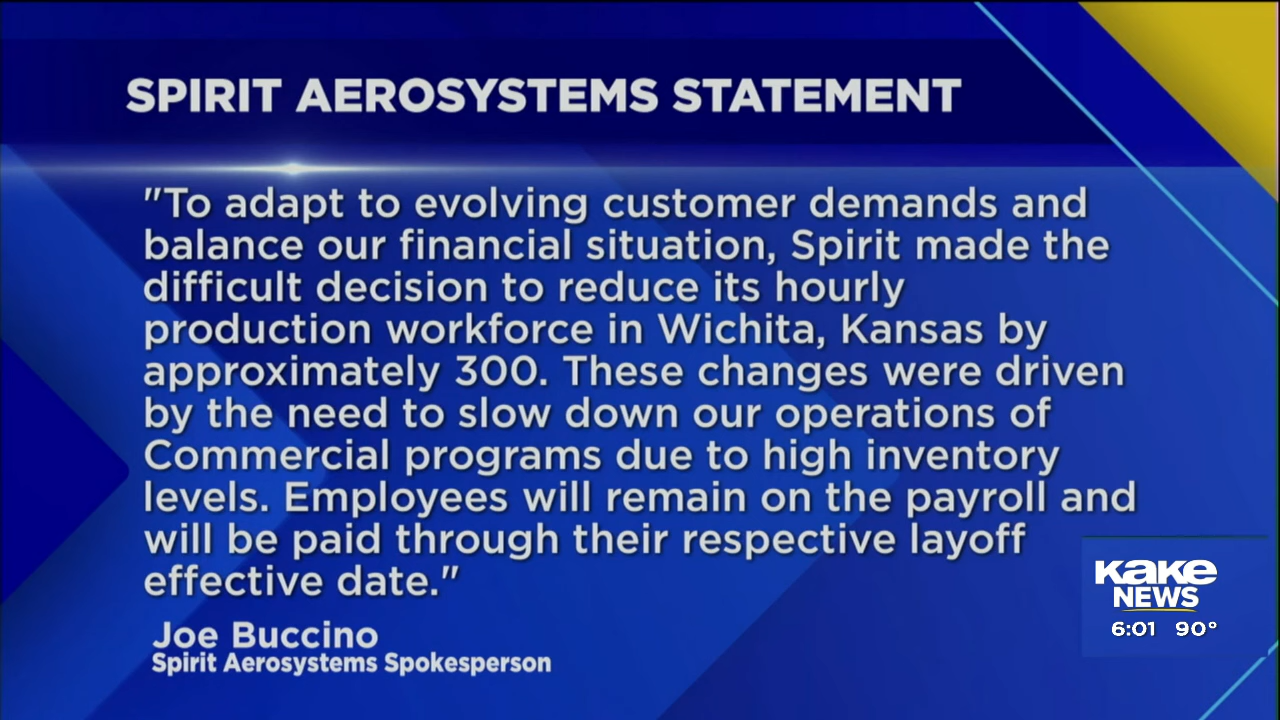 SPIRIT AEROSYSTEMS STATEMENT
"To adapt to evolving customer demands and
balance our financial situation, Spirit made the
difficult decision to reduce its hourly
production workforce in Wichita, Kansas by
approximately 300. These changes were driven
by the need to slow down our operations of
Commercial programs due to high inventory
levels. Employees will remain on the payroll and
will be paid through their respective layoff
effective date."
Joe Buccino
Spirit Aerosystems Spokesperson
KaKe
NEWS
6:01 90°